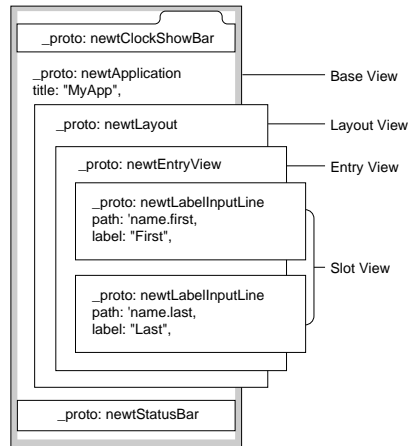 _proto: newtClockShowBar
_proto: newtApplication
title: "MyApp",
Base View
_proto: newtLayout
Layout View
_proto: newtEntryView
Entry View
_proto: newtLabelInputLine
path: 'name.first,
label: "First",
Slot View
_proto: newtLabelInputLine
path: 'name.last,
label: "Last",
_proto: newtStatusBar